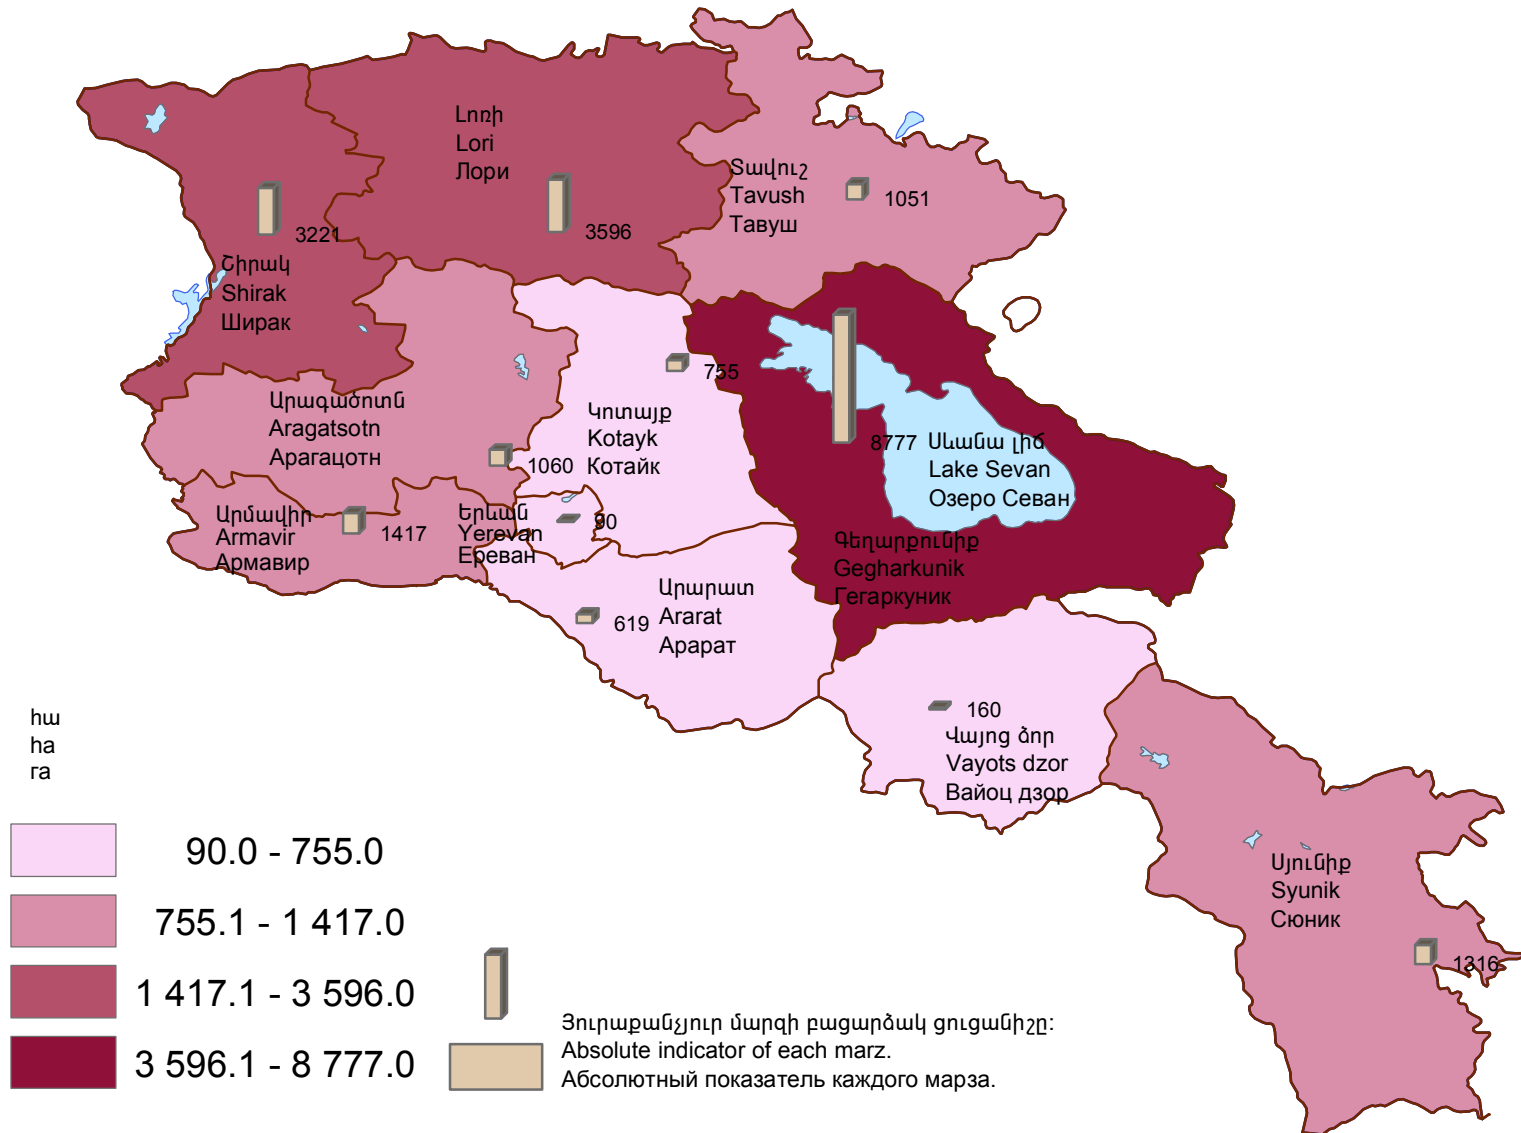 Լոռի
Lori
Лори
3596
Տավուշ
Tavush
Тавуш
1051
3221
Շիրակ
Shirak
Ширак
755
Արագածոտն
Aragatsotn
Арагацотн
1060
Կոտայք
Kotayk
Котайк
8777
Սևանա լիճ
Lake Sevan
Озеро Севан
Արմավիր
Armavir
Армавир
1417
Երևան
Yerevan
Ереван
90
Գեղարքունիք
Gegharkunik
Гегаркуник
Արարատ
Ararat
Арарат
619
160
Վայոց ձոր
Vayots dzor
Вайоц дзор
Սյունիք
Syunik
Сюник
1316
հա
ha
га
90.0 - 755.0
755.1 - 1 417.0
1 417.1 - 3 596.0
3 596.1 - 8 777.0
Յուրաքանչյուր մարզի բացարձակ ցուցանիշը:
Absolute indicator of each marz.
Абсолютный показатель каждого марза.